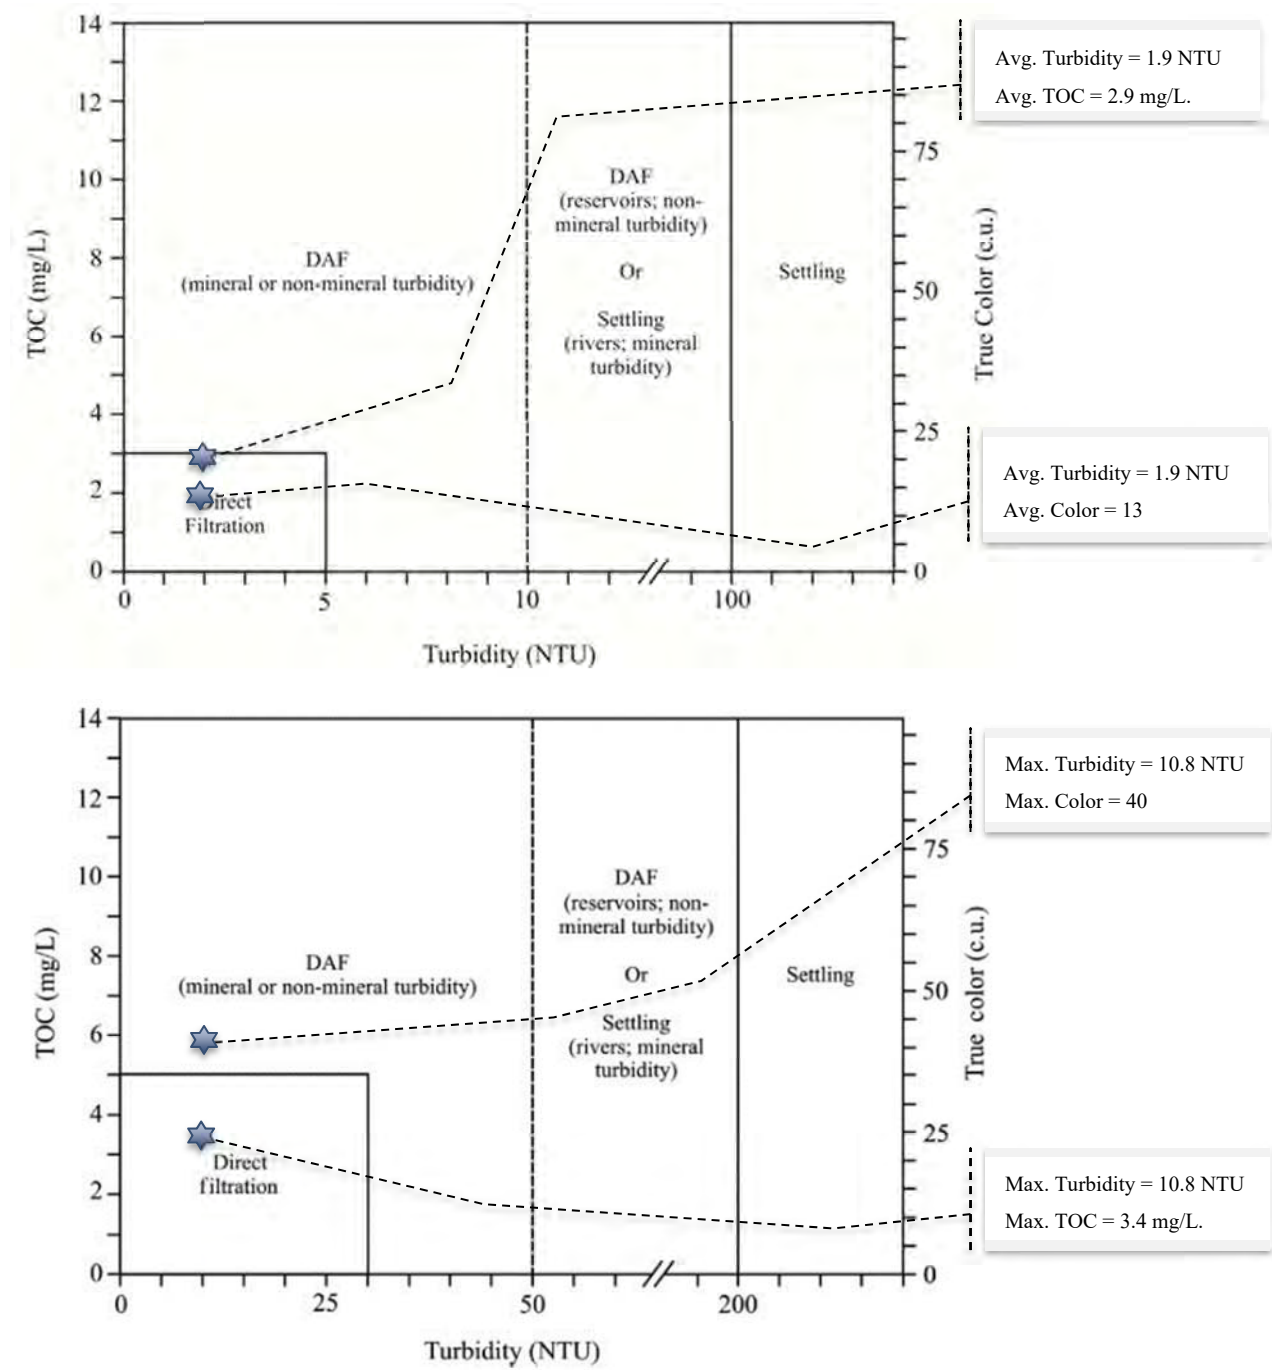 14
12
10
8
6
4
2
0
TOC (mg/L)
DAF
(mineral or non-mineral turbidity)
DAF
(reservoirs; non-
mineral turbidity)
Or
Settling
(rivers; mineral
turbidity)
Settling
Direct
Filtration
75
50
25
0
True Color (c.u.)
0
5
10
100
Turbidity (NTU)
Avg. Turbidity = 1.9 NTU
Avg. TOC = 2.9 mg/L.
Avg. Turbidity = 1.9 NTU
Avg. Color = 13
14
12
10
8
6
4
2
0
TOC (mg/L)
DAF
(mineral or non-mineral turbidity)
DAF
(reservoirs; non-
mineral turbidity)
Or
Settling
(rivers; mineral
turbidity)
Settling
Direct
filtration
75
50
25
0
True color (c.u.)
0
25
50
200
Turbidity (NTU)
Max. Turbidity = 10.8 NTU
Max. Color = 40
Max. Turbidity = 10.8 NTU
Max. TOC = 3.4 mg/L.